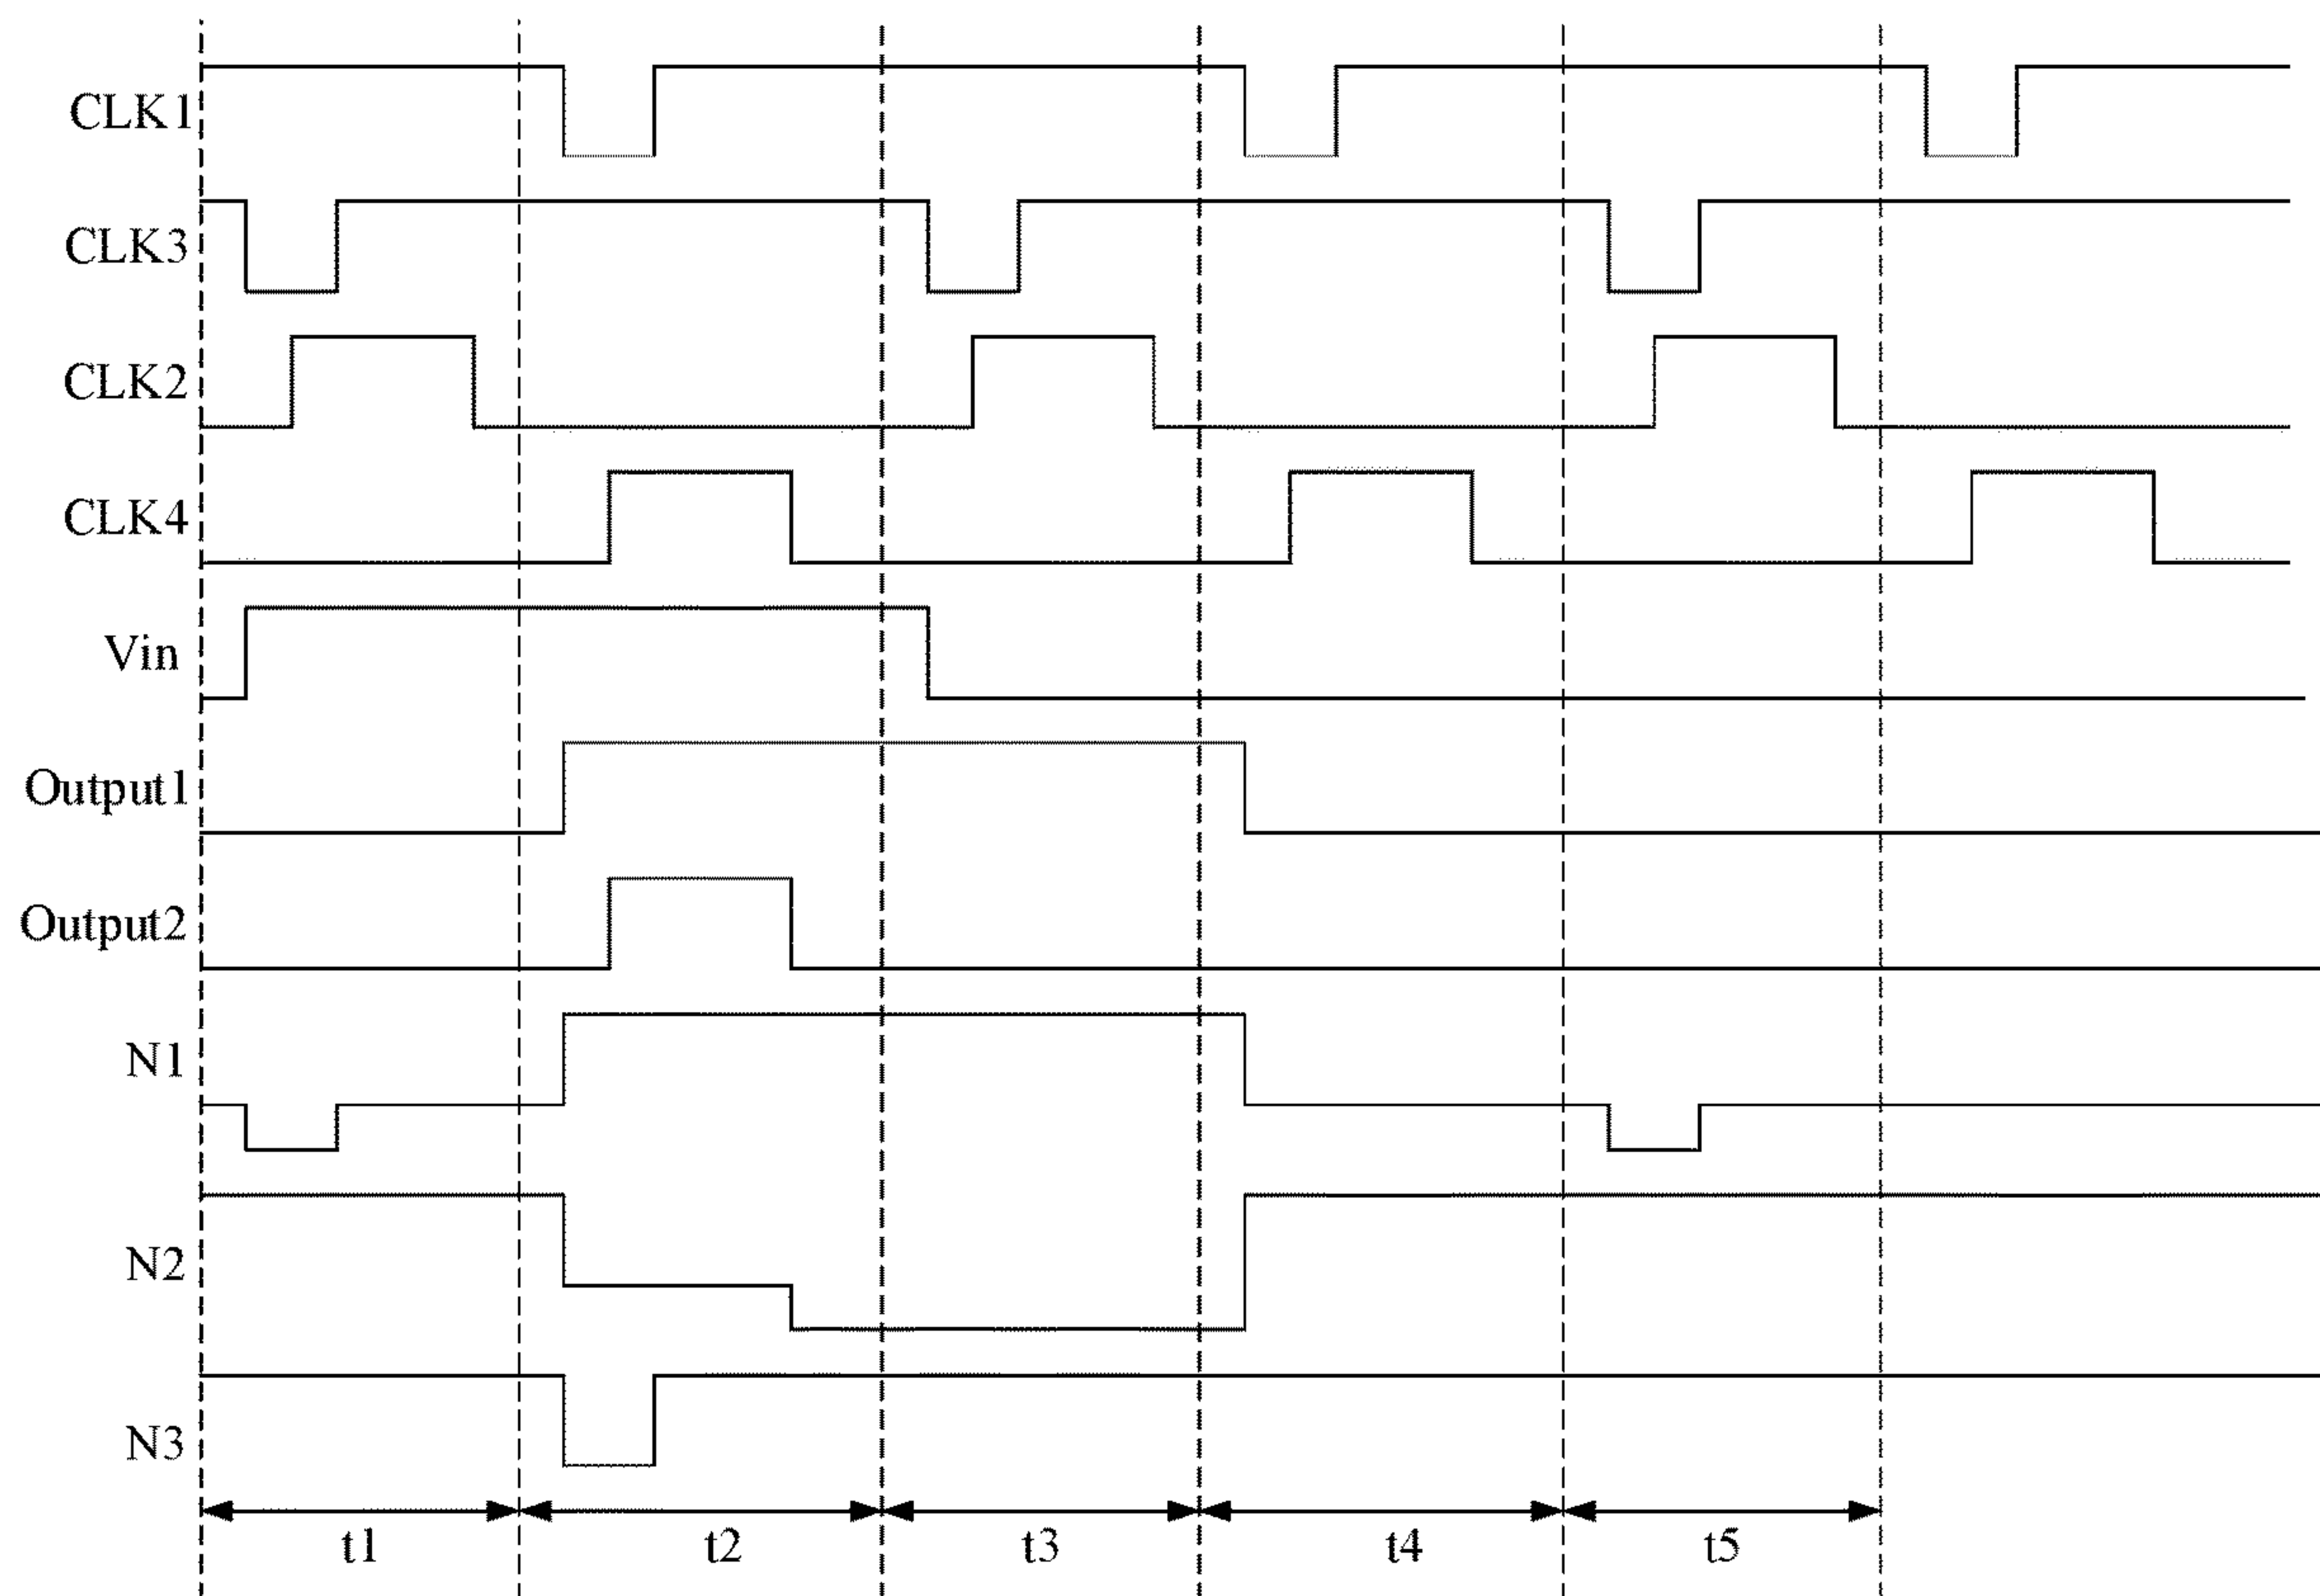 CLK1
CLK3
CLK2
CLK4
Vin
Output1
Output2
N1
N2
N3
t1 t2 t3 t4 t5